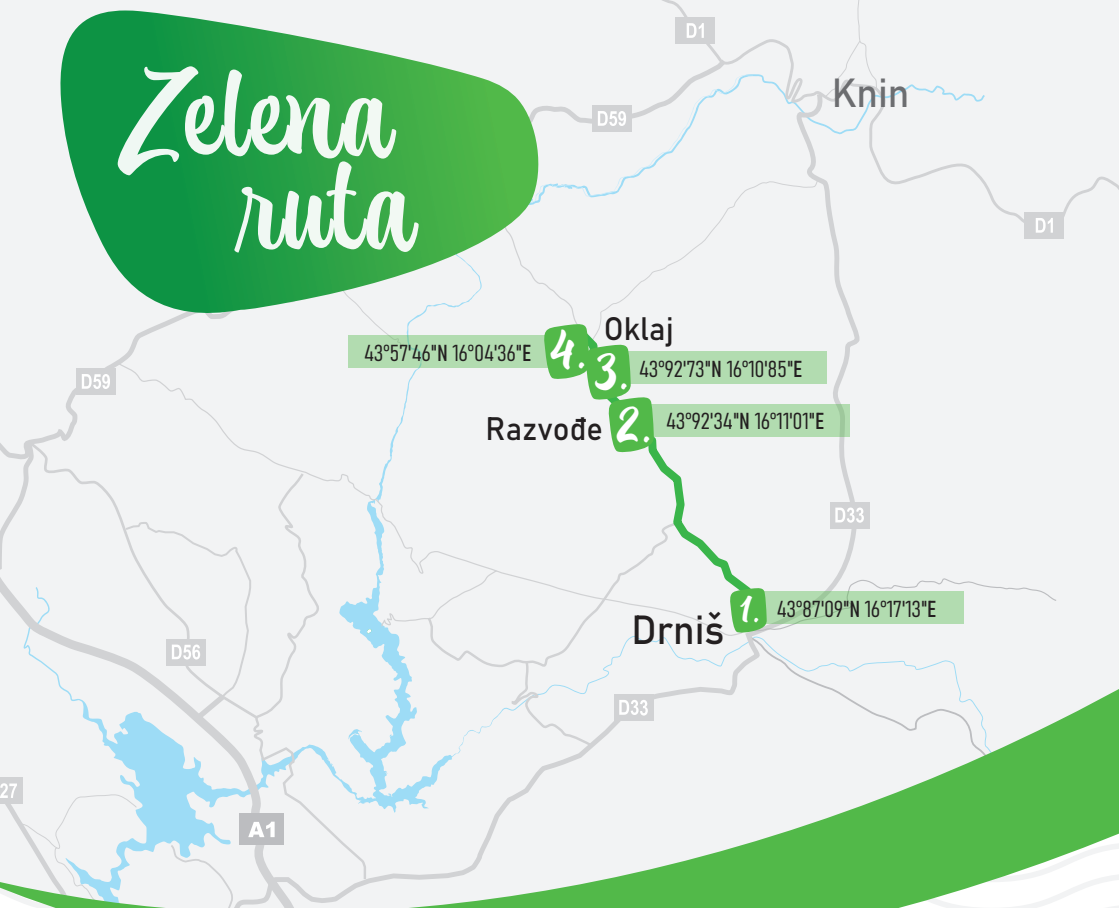 Zelena
ruta
D1
Knin
D59
D1
Oklaj
43°57'46"N 16°04'36"E
4.
3.
43°92'73"N 16°10'85"E
D59
Razvođe
2.
43°92'34"N 16°11'01"E
D33
1.
43°87'09"N 16°17'13"E
Drniš
D56
D33
27
A1